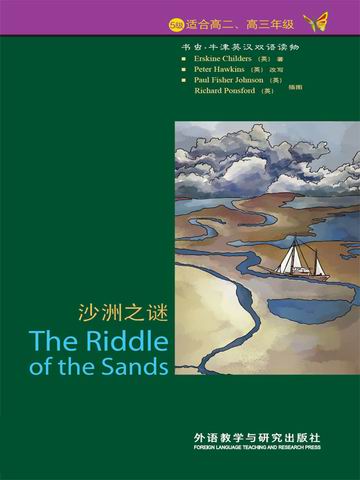 5级 适合高二、高三年级
书虫·牛津英汉双语读物
Erskine Childers (英) 著
Peter Hawkins (英) 改写
Paul Fisher Johnson (英)
Richard Ponsford (英) 插图
沙洲之谜
The Riddle
of the Sands
外语教学与研究出版社
FOREIGN LANGUAGE TEACHING AND RESEARCH PRESS